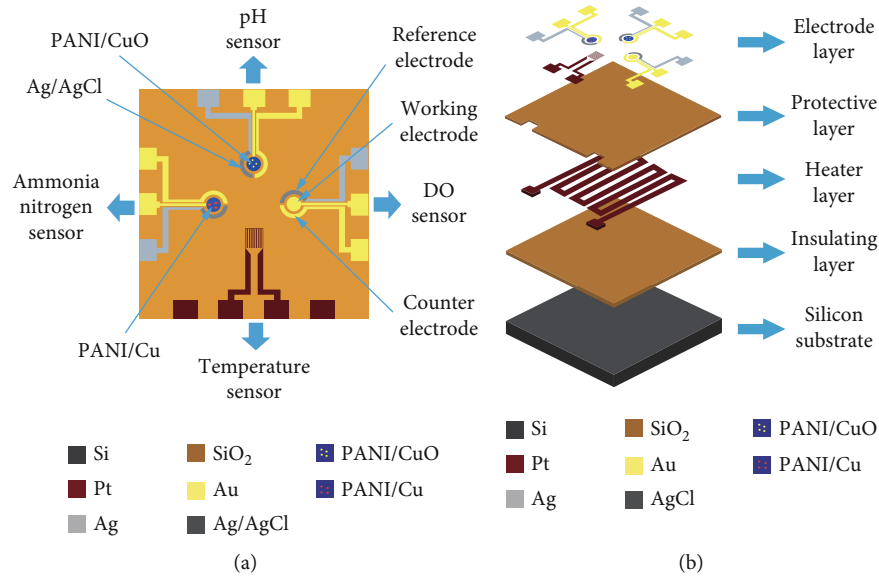 pH
sensor
PANI/CuO
Ag/AgCl
Reference
electrode
Working
electrode
Ammonia
nitrogen
sensor
DO
sensor
Counter
electrode
PANI/Cu
Temperature
sensor
Si
SiO₂
PANI/CuO
Pt
Au
PANI/Cu
Ag
Ag/AgCl
(a)
Electrode
layer
Protective
layer
Heater
layer
Insulating
layer
Silicon
substrate
Si
SiO₂
PANI/CuO
Pt
Au
PANI/Cu
Ag
AgCl
(b)